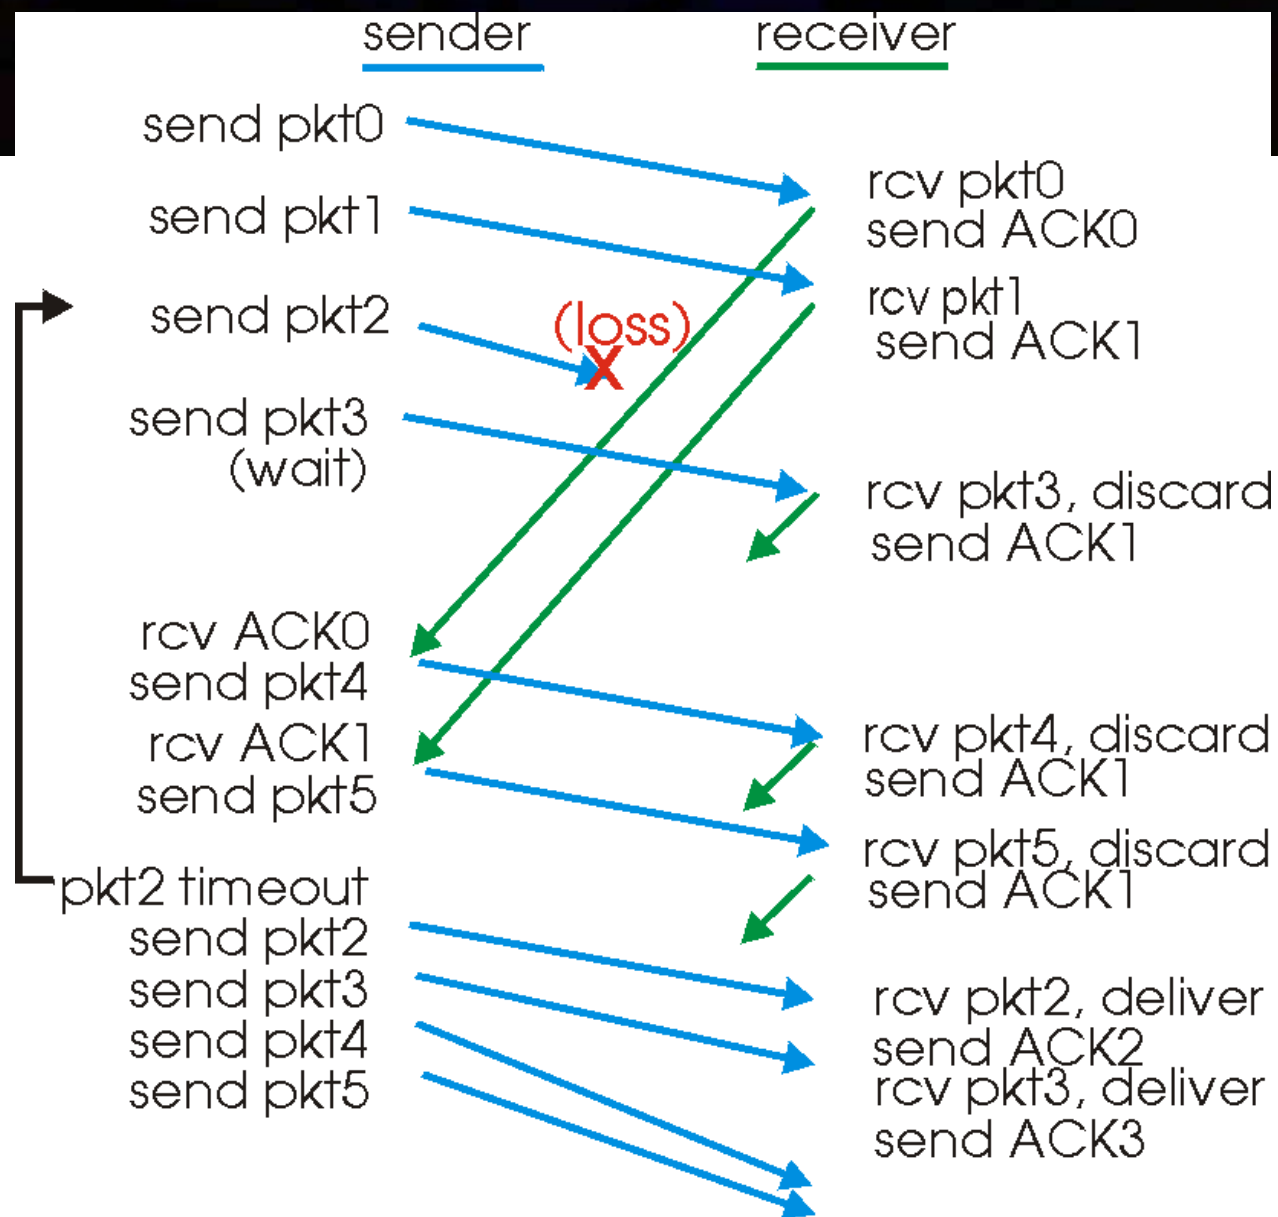 sender
receiver
send pkt0
rcv pkt0
send ACK0
send pkt1
rcv pkt1
send ACK1
send pkt2
(loss)
X
send pkt3
(wait)
rcv pkt3, discard
send ACK1
rcv ACK0
send pkt4
rcv ACK1
send pkt5
rcv pkt4, discard
send ACK1
rcv pkt5, discard
send ACK1
pkt2 timeout
send pkt2
send pkt3
send pkt4
send pkt5
rcv pkt2, deliver
send ACK2
rcv pkt3, deliver
send ACK3